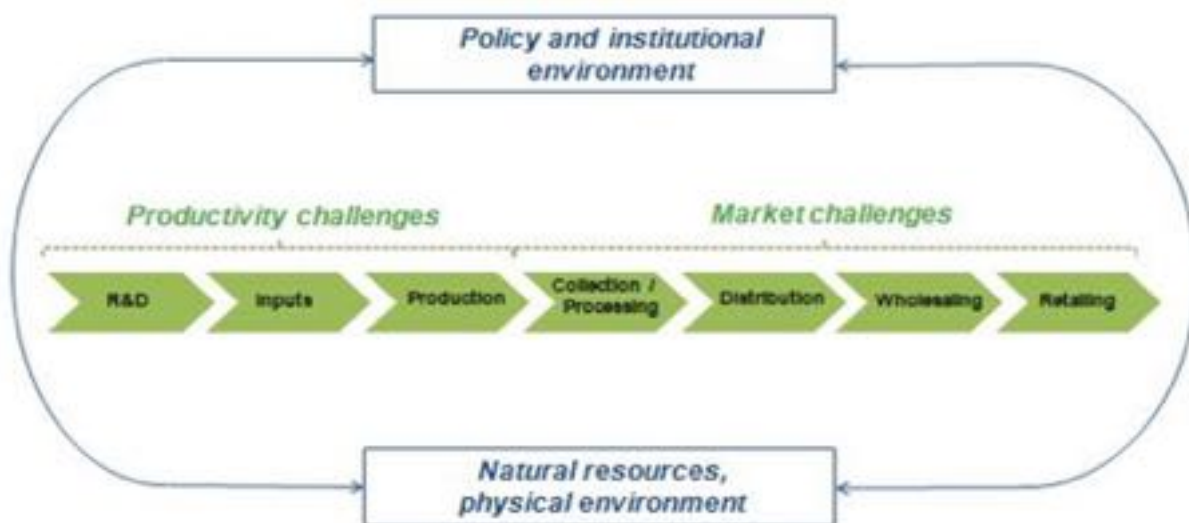 Policy and institutional
environment
Productivity challenges
Market challenges
R&D
Inputs
Production
Collection /
Processing
Distribution
Wholesaling
Retailing
Natural resources,
physical environment